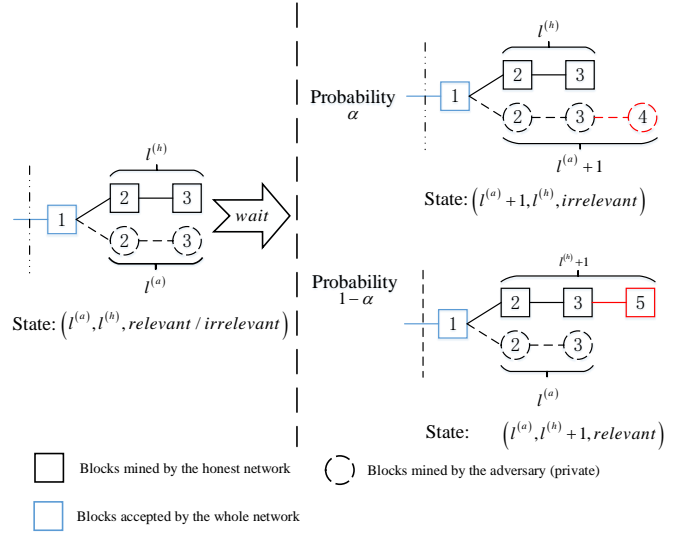 l^(h)
1
2
3
2
3
l^(a)
State: (l^(a), l^(h), relevant / irrelevant)
wait
Probability
α
l^(h)
1
2
3
2
3
4
l^(a) +1
State: (l^(a) +1, l^(h), irrelevant)
Probability
1−α
l^(h)+1
1
2
3
5
2
3
l^(a)
State: (l^(a), l^(h) +1, relevant)
Blocks mined by the honest network
Blocks mined by the adversary (private)
Blocks accepted by the whole network